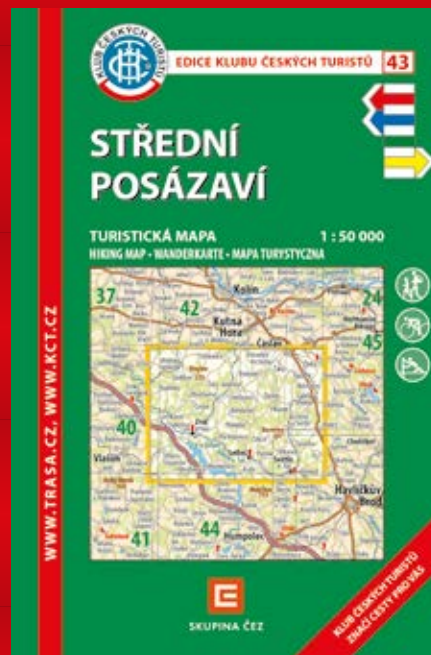 KLUB ČESKÝCH TURISTŮ
EDICE KLUBU ČESKÝCH TURISTŮ 43
STŘEDNÍ
POSÁZAVÍ
TURISTICKÁ MAPA 1 : 50 000
HIKING MAP • WANDERKARTE • MAPA TURYSTYCZNA
37
42
Kolín
24
Kutná
Hora
Čáslav
45
40
Vlašim
Havlíčkův
Brod
41
44
Humpolec
WWW.TRASA.CZ, WWW.KCT.CZ
SKUPINA ČEZ
KLUB ČESKÝCH TURISTŮ
ZNAČÍ CESTY PRO VÁS